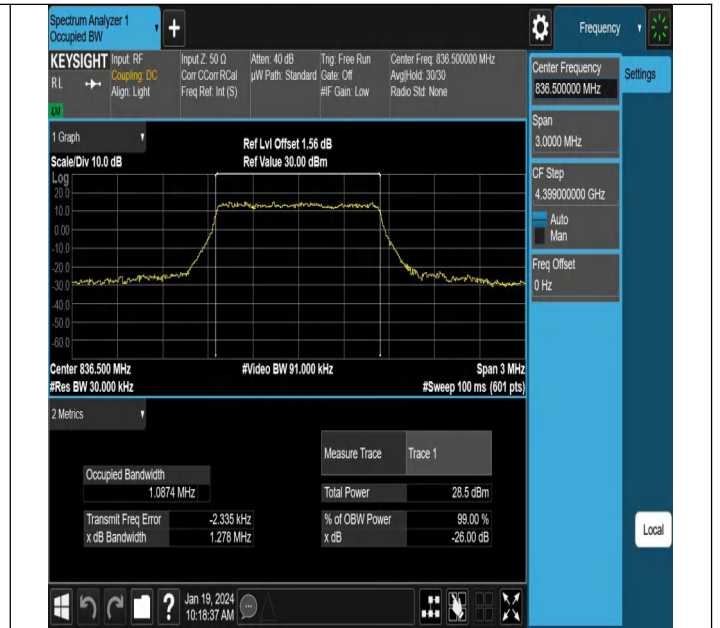 Spectrum Analyzer 1
Occupied BW
+
Frequency
KEYSIGHT
RL
LXI
Input: RF
Coupling: DC
Align: Light
Input Z: 50 Ω
Corr CCorr RCal
Freq Ref: Int (S)
Atten: 40 dB
µW Path: Standard
Trig: Free Run
Gate: Off
#IF Gain: Low
Center Freq: 836.500000 MHz
Avg|Hold: 30/30
Radio Std: None
Center Frequency
836.500000 MHz
Settings
Span
3.0000 MHz
CF Step
4.399000000 GHz
Auto
Man
Freq Offset
0 Hz
1 Graph
Scale/Div 10.0 dB
Ref Lvl Offset 1.56 dB
Ref Value 30.00 dBm
Log
20.0
10.0
0.00
-10.0
-20.0
-30.0
-40.0
-50.0
-60.0
Center 836.500 MHz
#Video BW 91.000 kHz
Span 3 MHz
#Res BW 30.000 kHz
#Sweep 100 ms (601 pts)
2 Metrics
Measure Trace
Trace 1
Occupied Bandwidth
1.0874 MHz
Total Power
28.5 dBm
Transmit Freq Error
-2.335 kHz
% of OBW Power
99.00 %
x dB Bandwidth
1.278 MHz
x dB
-26.00 dB
Local
?
Jan 19, 2024
10:18:37 AM